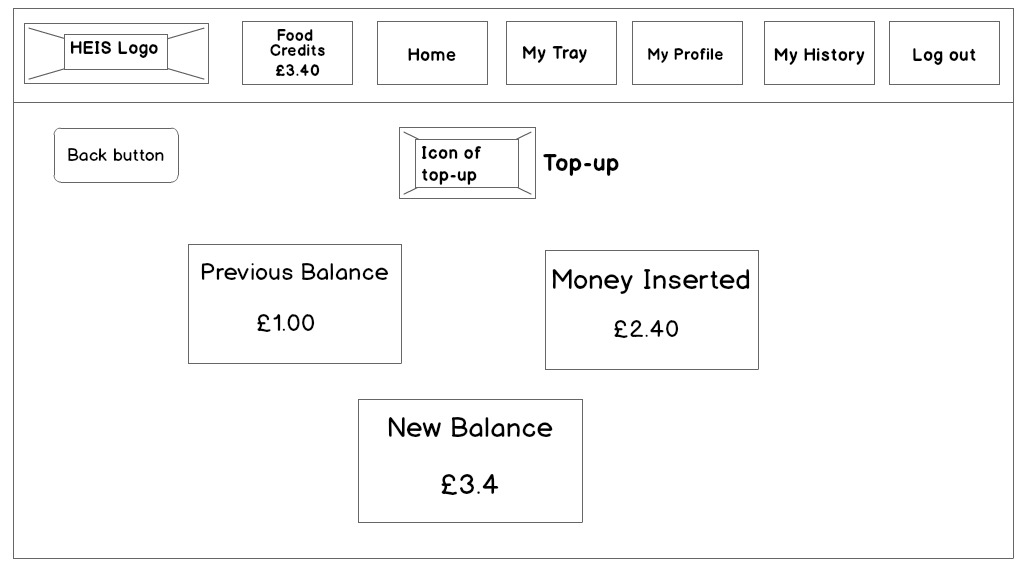 HEIS Logo
Food
Credits
£3.40
Home
My Tray
My Profile
My History
Log out
Back button
Icon of
top-up
Top-up
Previous Balance
£1.00
Money Inserted
£2.40
New Balance
£3.4